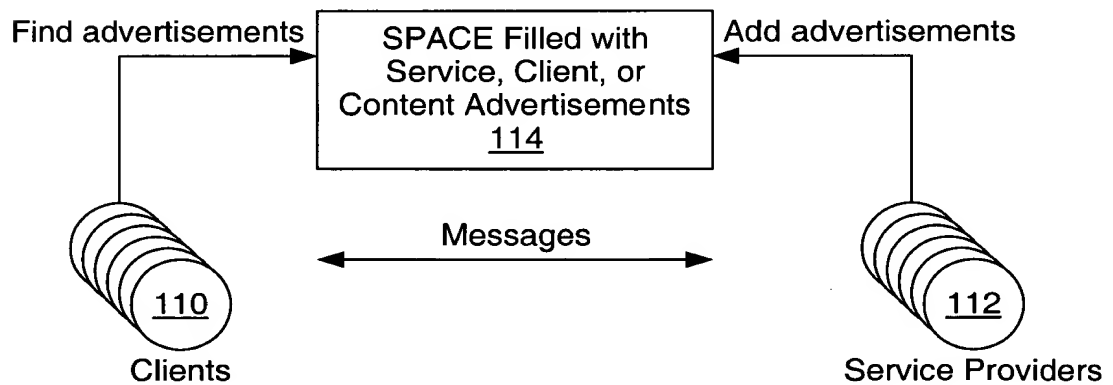 Find advertisements
SPACE Filled with
Service, Client, or
Content Advertisements
114
Add advertisements
Messages
110
Clients
112
Service Providers